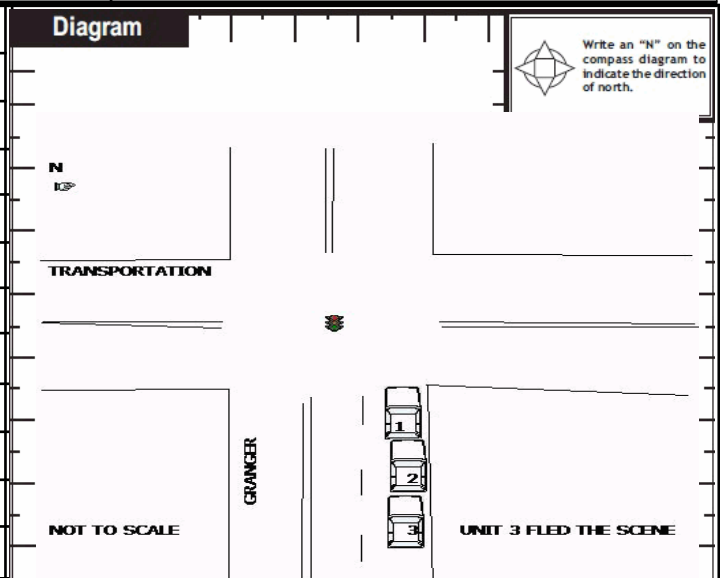 Diagram
Write an “N” on the
compass diagram to
indicate the direction
of north.
N
TRANSPORTATION
GRANGER
1
2
3
NOT TO SCALE
UNIT 3 FLED THE SCENE